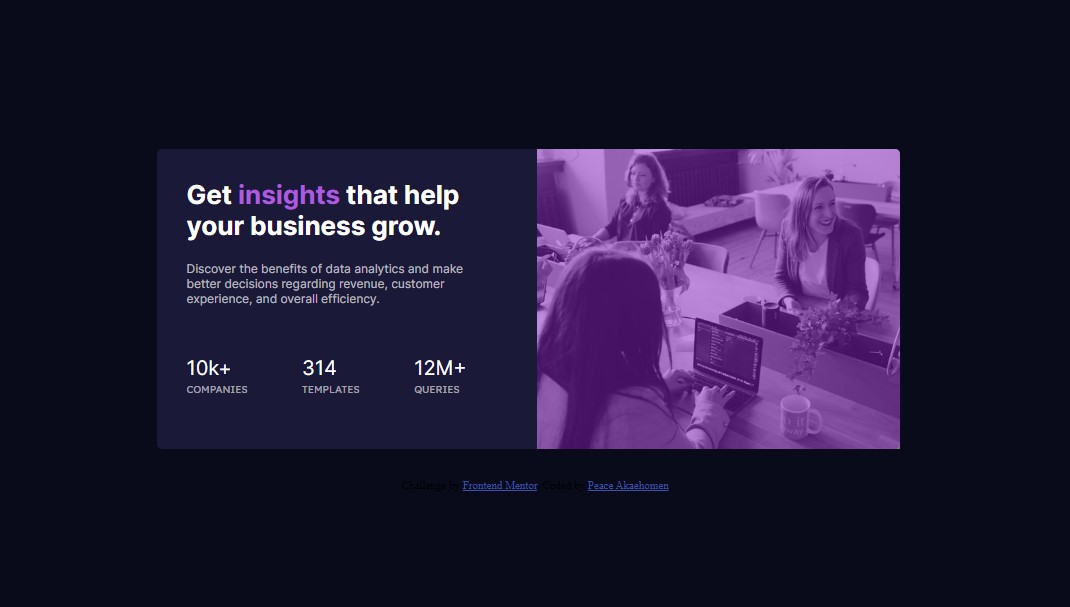 Get insights that help
your business grow.
Discover the benefits of data analytics and make
better decisions regarding revenue, customer
experience, and overall efficiency.
10k+ 314 12M+
COMPANIES TEMPLATES QUERIES
Challenge by Frontend Mentor. Coded by Peace Akaehomen